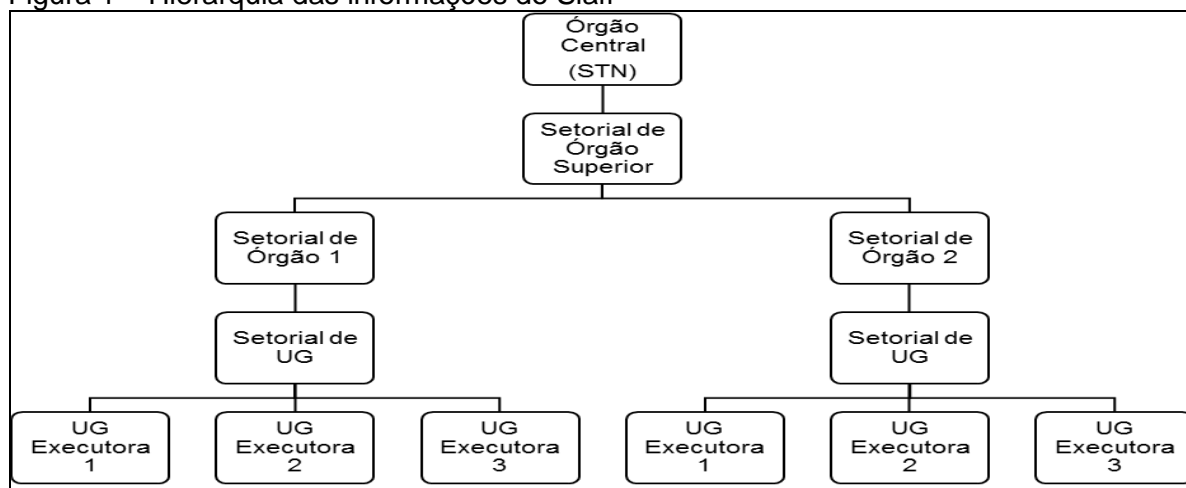 Figura 1 – Hierarquia das informações do Siafi
Órgão
Central
(STN)
Setorial de
Órgão
Superior
Setorial de
Órgão 1
Setorial de
Órgão 2
Setorial de
UG
Setorial de
UG
UG
Executora
1
UG
Executora
2
UG
Executora
3
UG
Executora
1
UG
Executora
2
UG
Executora
3